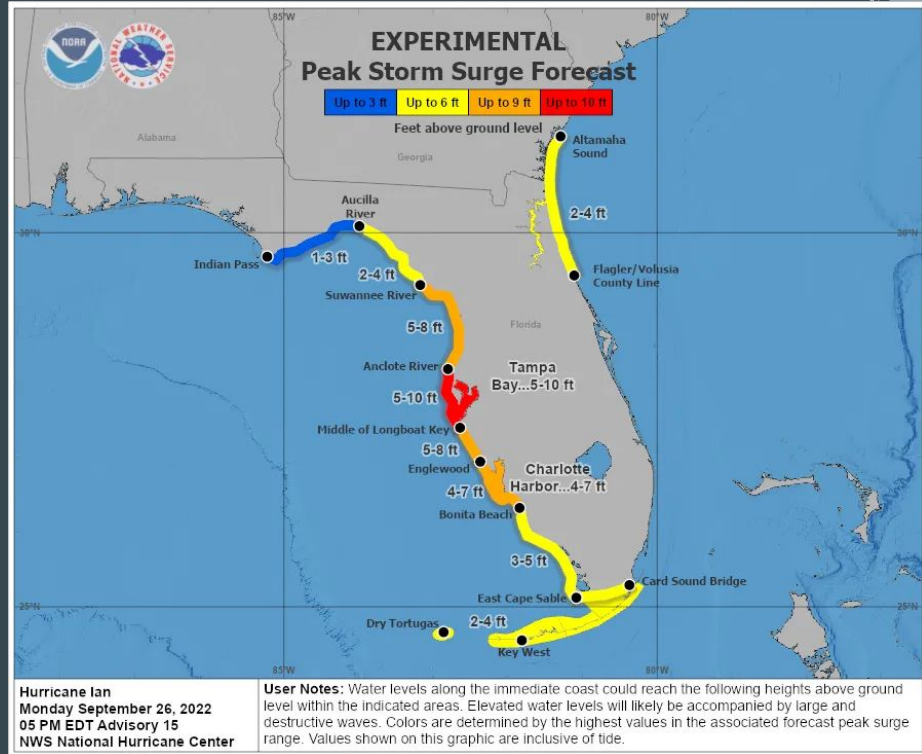 85°W
80°W
NOAA
NATIONAL WEATHER SERVICE
EXPERIMENTAL
Peak Storm Surge Forecast
Up to 3 ft
Up to 6 ft
Up to 9 ft
Up to 10 ft
Feet above ground level
Alabama
Georgia
Altamaha
Sound
Aucilla
River
2-4 ft
30°N
30°N
Indian Pass
1-3 ft
2-4 ft
Flagler/Volusia
County Line
Suwannee River
5-8 ft
Florida
Anclote River
Tampa
Bay...5-10 ft
5-10 ft
Middle of Longboat Key
5-8 ft
Englewood
Charlotte
Harbor...4-7 ft
4-7 ft
Bonita Beach
3-5 ft
Card Sound Bridge
East Cape Sable
25°N
25°N
Dry Tortugas
2-4 ft
Key West
85°W
80°W
Hurricane Ian
Monday September 26, 2022
05 PM EDT Advisory 15
NWS National Hurricane Center
User Notes: Water levels along the immediate coast could reach the following heights above ground
level within the indicated areas. Elevated water levels will likely be accompanied by large and
destructive waves. Colors are determined by the highest values in the associated forecast peak surge
range. Values shown on this graphic are inclusive of tide.